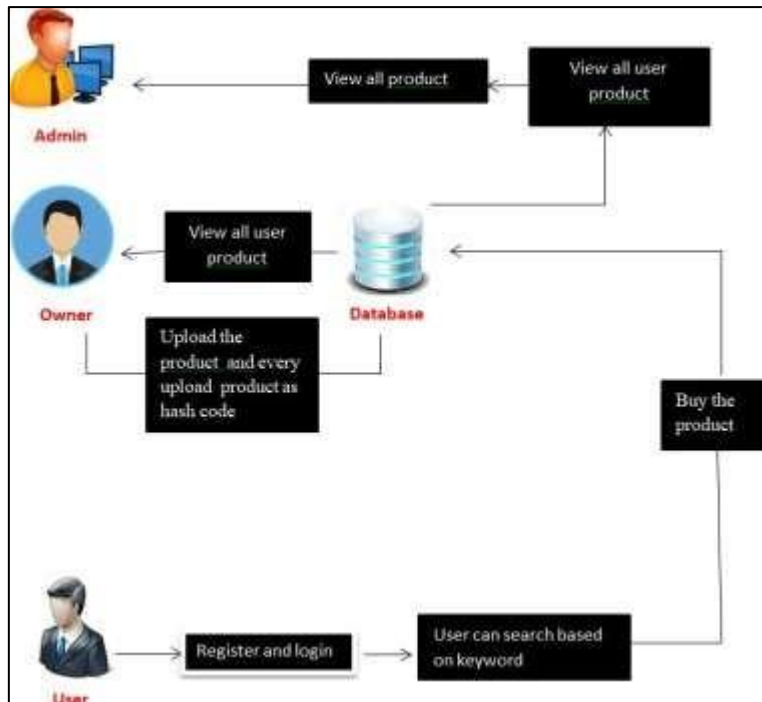 View all product
View all user
product
Admin
View all user
product
Owner
Database
Upload the
product and every
upload product as
hash code
Buy the
product
Register and login
User can search based
on keyword
User